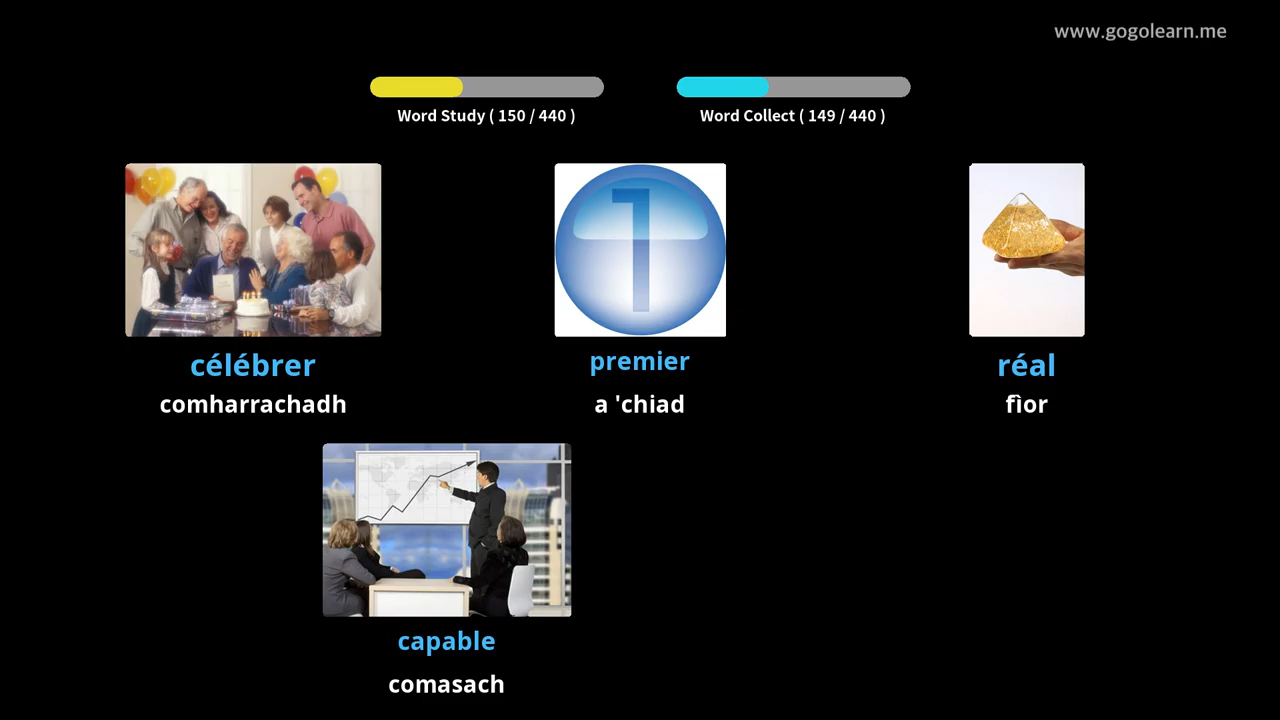 www.gogolearn.me
Word Study ( 150 / 440 )
Word Collect ( 149 / 440 )
1
célébrer
premier
réal
comharrachadh
a 'chiad
fìor
capable
comasach